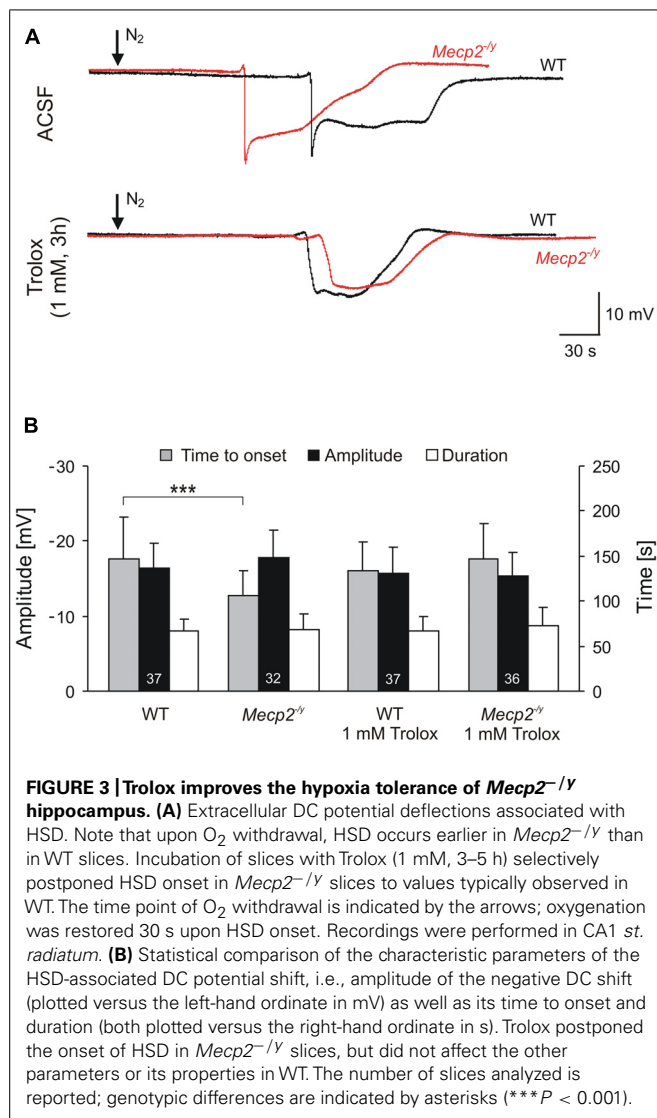 A
N₂
Mecp2⁻/ʸ
WT
ACSF
N₂
WT
Mecp2⁻/ʸ
Trolox
(1 mM, 3h)
10 mV
30 s
B
Time to onset Amplitude Duration
***
-30
-20
-10
0
Amplitude [mV]
250
200
150
100
50
0
Time [s]
37 32 37 36
WT Mecp2⁻/ʸ WT Mecp2⁻/ʸ
1 mM Trolox 1 mM Trolox
FIGURE 3 | Trolox improves the hypoxia tolerance of Mecp2⁻/ʸ
hippocampus. (A) Extracellular DC potential deflections associated with
HSD. Note that upon O₂ withdrawal, HSD occurs earlier in Mecp2⁻/ʸ than
in WT slices. Incubation of slices with Trolox (1 mM, 3–5 h) selectively
postponed HSD onset in Mecp2⁻/ʸ slices to values typically observed in
WT. The time point of O₂ withdrawal is indicated by the arrows; oxygenation
was restored 30 s upon HSD onset. Recordings were performed in CA1 st.
radiatum. (B) Statistical comparison of the characteristic parameters of the
HSD-associated DC potential shift, i.e., amplitude of the negative DC shift
(plotted versus the left-hand ordinate in mV) as well as its time to onset and
duration (both plotted versus the right-hand ordinate in s). Trolox postponed
the onset of HSD in Mecp2⁻/ʸ slices, but did not affect the other
parameters or its properties in WT. The number of slices analyzed is
reported; genotypic differences are indicated by asterisks (***P < 0.001).